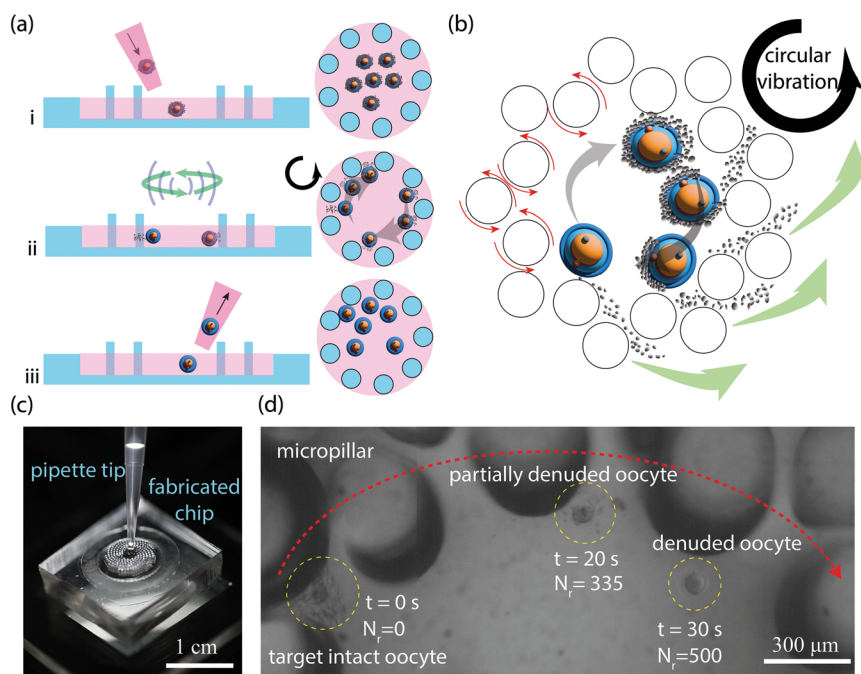 (a)
i
ii
iii
(b)
circular
vibration
(c)
pipette tip
fabricated
chip
1 cm
(d)
micropillar
partially denuded oocyte
denuded oocyte
t = 0 s
Nr=0
target intact oocyte
t = 20 s
Nr= 335
t = 30 s
Nr= 500
300 μm